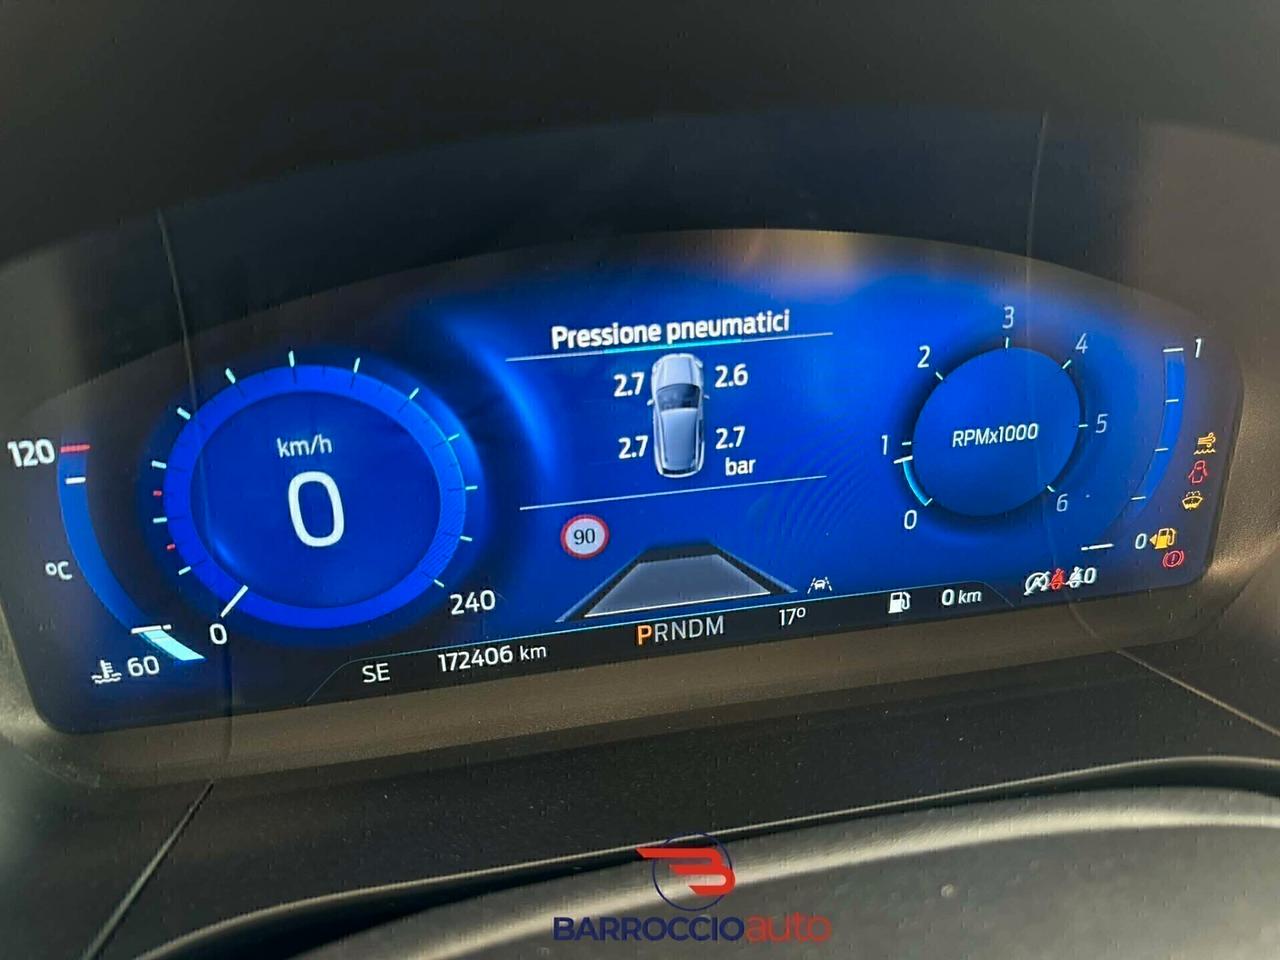 Pressione pneumatici
2.7 2.6
2.7 2.7
bar
120
°C
60
km/h
0
0
240
90
0
1
2
3
4
5
6
RPMx1000
1
0
SE 172406 km PRNDM 17° 0 km
0
BARROCCIOauto